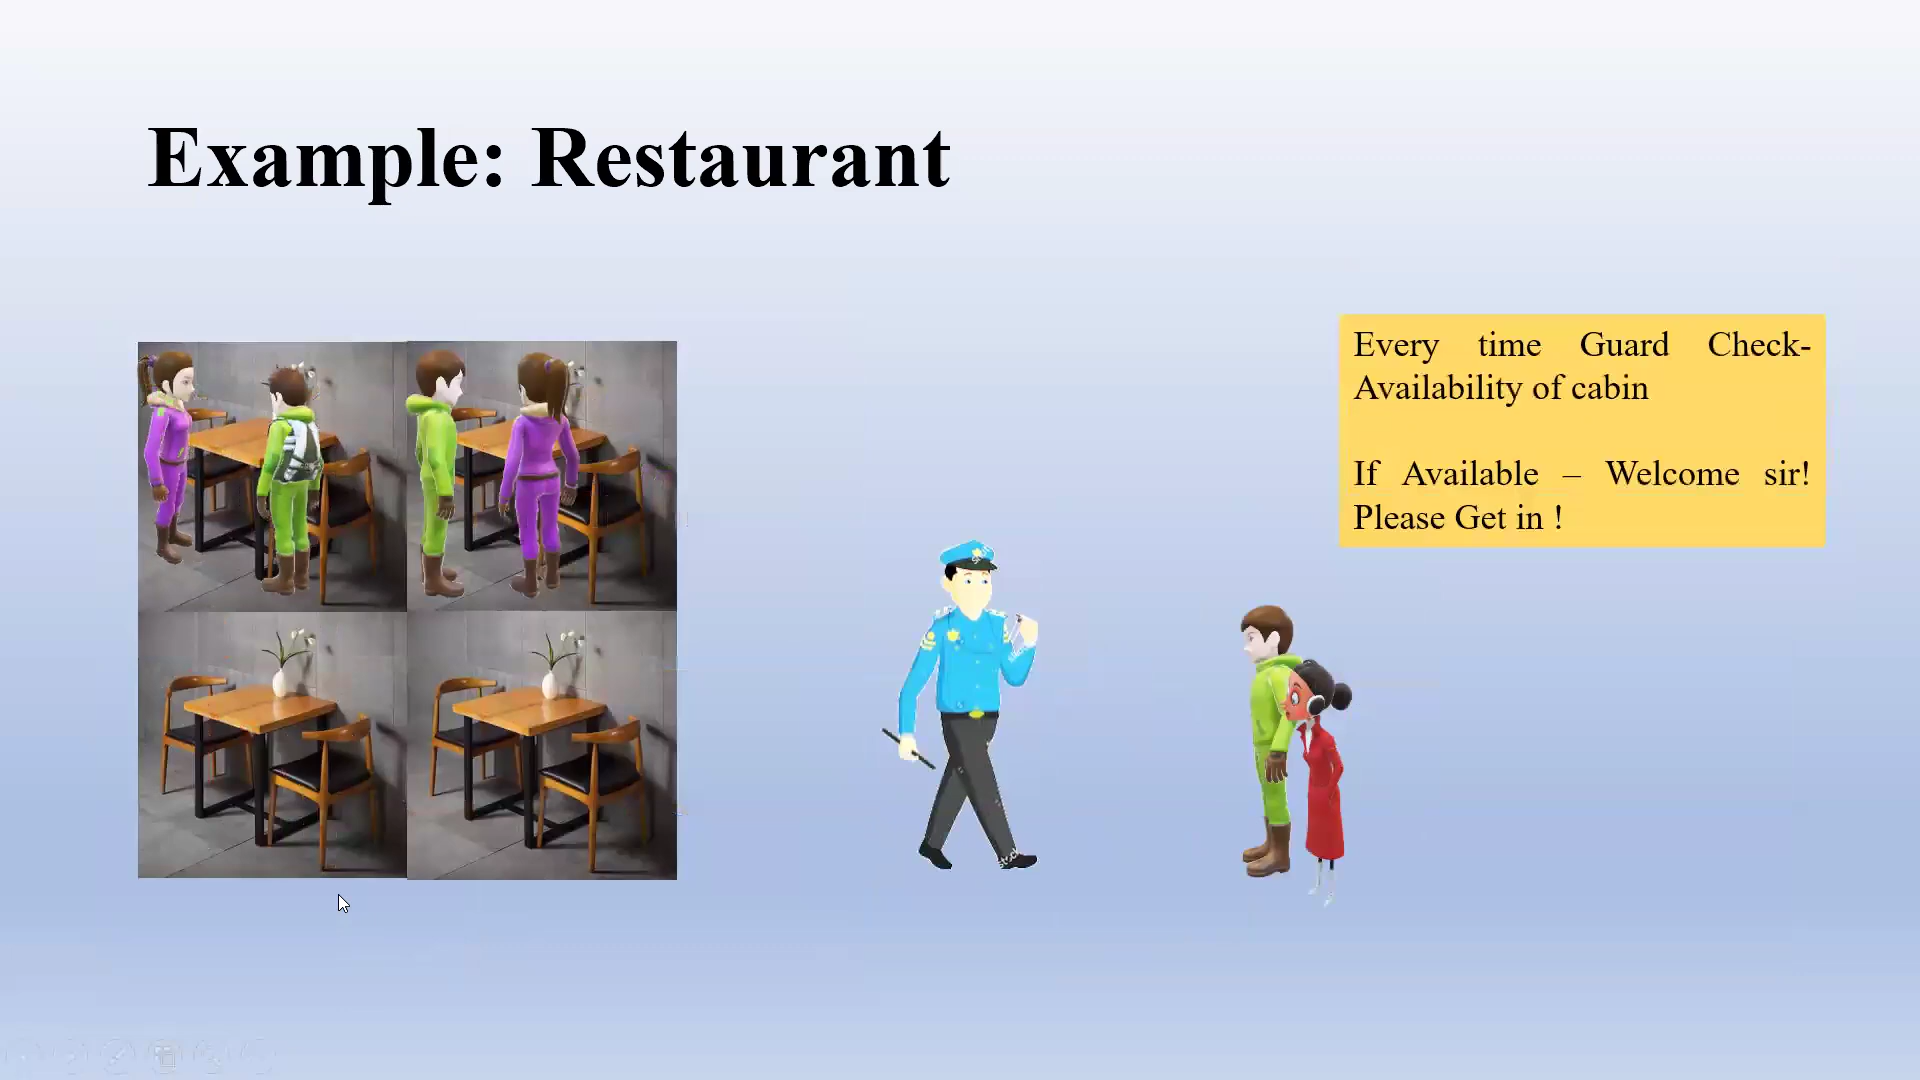 Example: Restaurant
Every time Guard Check-
Availability of cabin
If Available – Welcome sir!
Please Get in !